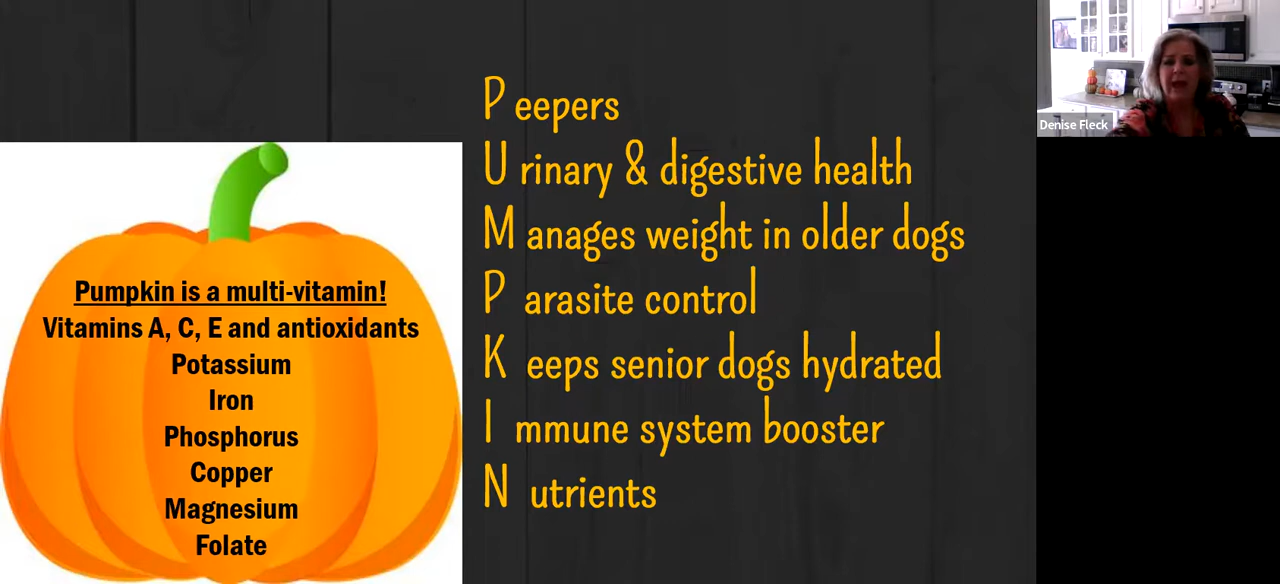 Pumpkin is a multi-vitamin!
Vitamins A, C, E and antioxidants
Potassium
Iron
Phosphorus
Copper
Magnesium
Folate
P eepers
U rinary & digestive health
M anages weight in older dogs
P arasite control
K eeps senior dogs hydrated
I mmune system booster
N utrients
Denise Fleck